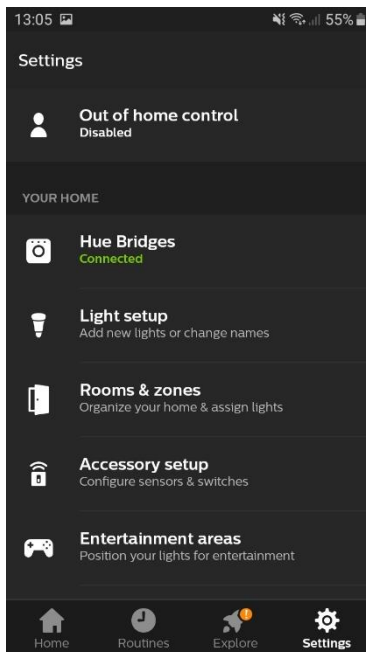 13:05 55%
Settings
Out of home control
Disabled
YOUR HOME
Hue Bridges
Connected
Light setup
Add new lights or change names
Rooms & zones
Organize your home & assign lights
Accessory setup
Configure sensors & switches
Entertainment areas
Position your lights for entertainment
Home Routines Explore Settings